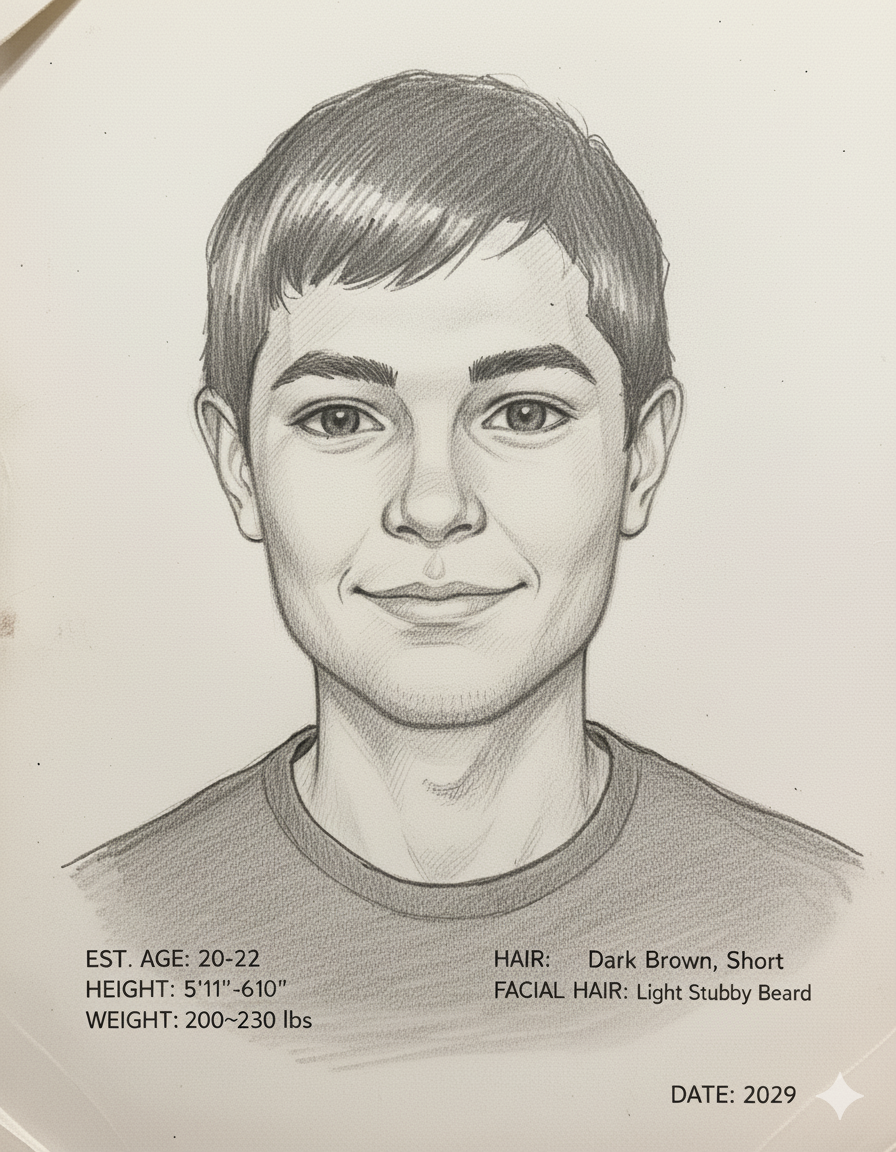 EST. AGE: 20-22
HEIGHT: 5'11"-610"
WEIGHT: 200~230 lbs
HAIR: Dark Brown, Short
FACIAL HAIR: Light Stubby Beard
DATE: 2029